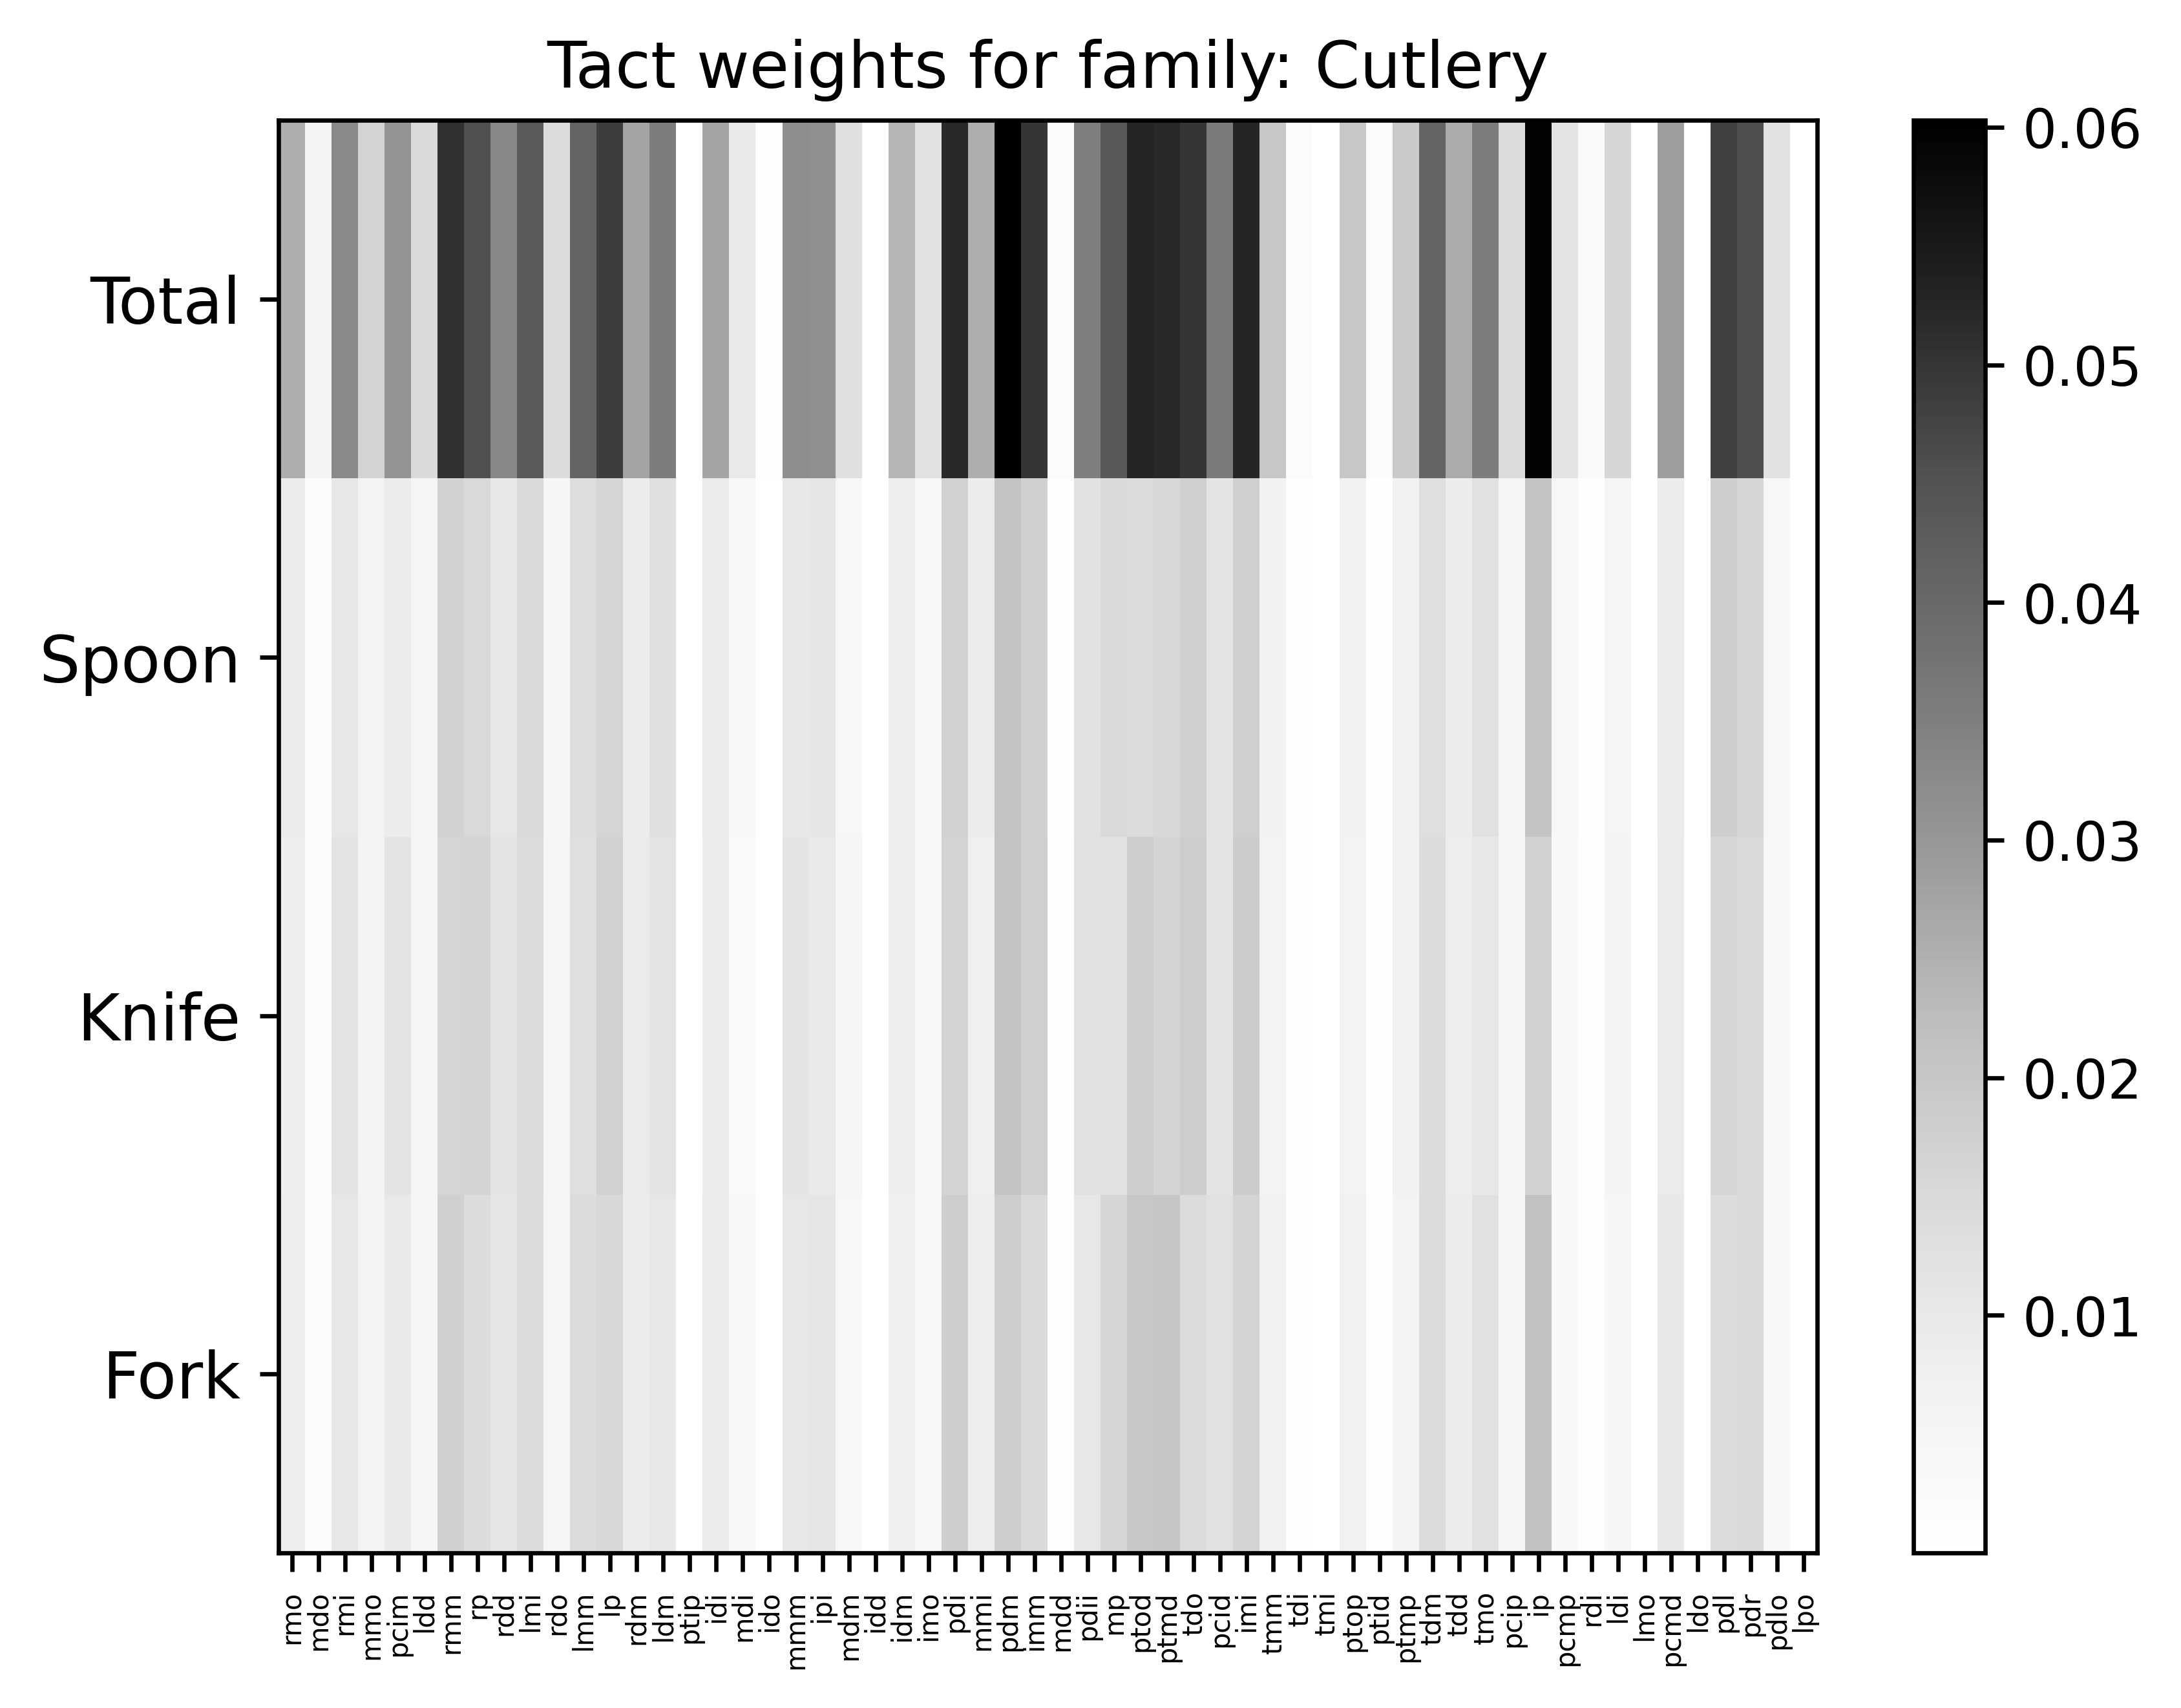 Tact weights for family: Cutlery
Total
Spoon
Knife
Fork
0.06
0.05
0.04
0.03
0.02
0.01
rmo
mdo
rmi
mmo
pcim
ldd
rmm
rp
rdd
lmi
rdo
lmm
lp
rdm
ldm
ptip
idi
mdi
ido
mmm
ipi
mdm
idd
idm
imo
pdi
mmi
pdm
imm
mdd
pdii
mp
ptod
ptmd
tdo
pcid
imi
tmm
tdi
tmi
ptop
ptid
ptmp
tdm
tdd
tmo
pcip
ip
pcmp
rdi
ldi
lmo
pcmd
ldo
pdl
pdr
pdlo
lpo